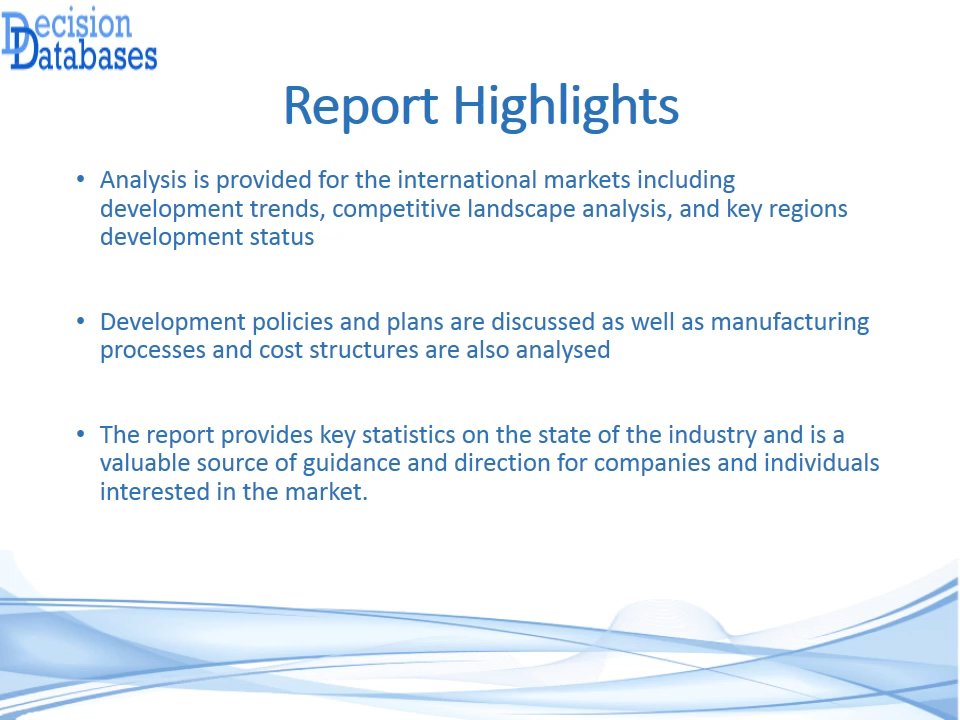 Decision
Databases
Report Highlights
• Analysis is provided for the international markets including
development trends, competitive landscape analysis, and key regions
development status
• Development policies and plans are discussed as well as manufacturing
processes and cost structures are also analysed
• The report provides key statistics on the state of the industry and is a
valuable source of guidance and direction for companies and individuals
interested in the market.